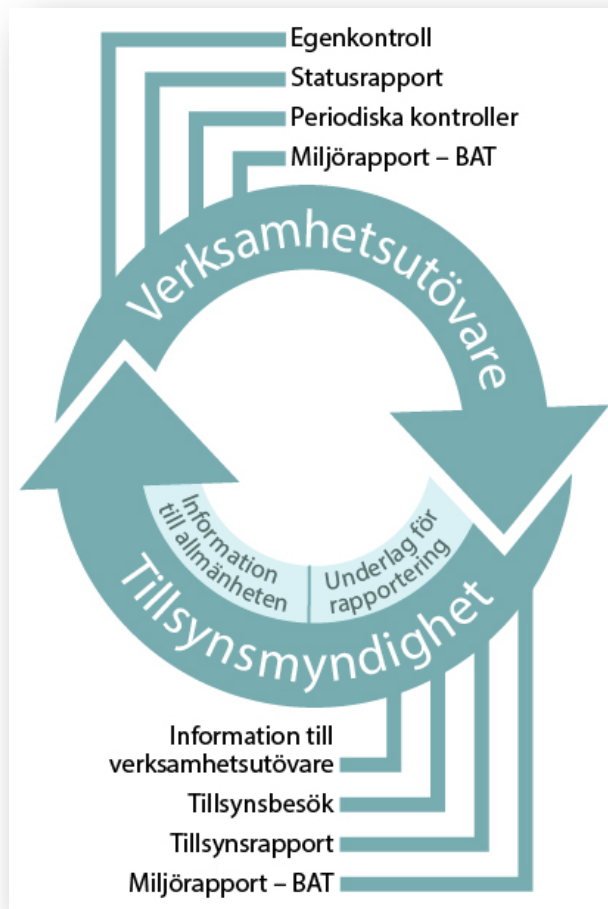 Egenkontroll
Statusrapport
Periodiska kontroller
Miljörapport – BAT
Verksamhetsutövare
Information
till allmänheten
Underlag för
rapportering
Tillsynsmyndighet
Information till
verksamhetsutövare
Tillsynsbesök
Tillsynsrapport
Miljörapport – BAT